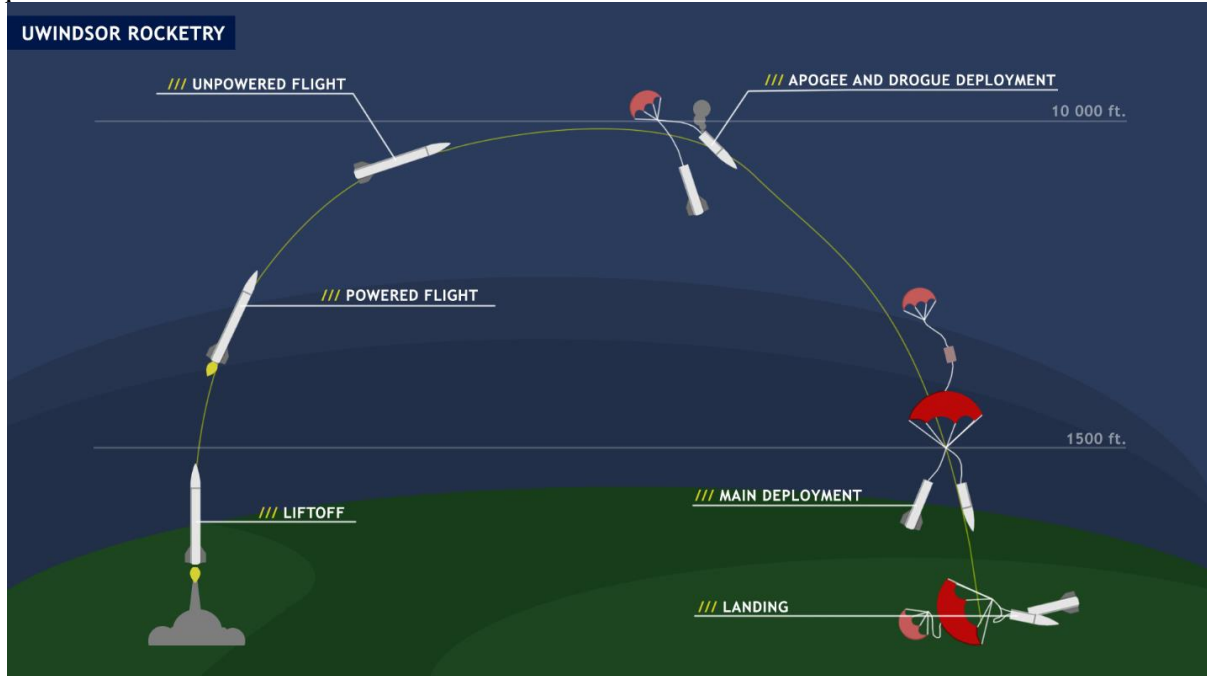 UWINDSOR ROCKETRY
/// UNPOWERED FLIGHT
/// APOGEE AND DROGUE DEPLOYMENT
10 000 ft.
/// POWERED FLIGHT
1500 ft.
/// MAIN DEPLOYMENT
/// LIFTOFF
/// LANDING